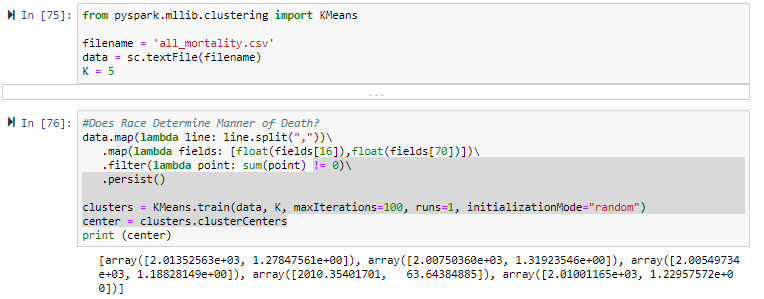 In [75]: from pyspark.mllib.clustering import KMeans
filename = 'all_mortality.csv'
data = sc.textFile(filename)
K = 5
...
In [76]: #Does Race Determine Manner of Death?
data.map(lambda line: line.split(","))\
.map(lambda fields: [float(fields[16]),float(fields[70])])\
.filter(lambda point: sum(point) != 0)\
.persist()
clusters = KMeans.train(data, K, maxIterations=100, runs=1, initializationMode="random")
center = clusters.clusterCenters
print (center)
[array([2.01352563e+03, 1.27847561e+00]), array([2.00750360e+03, 1.31923546e+00]), array([2.00549734
e+03, 1.18828149e+00]), array([2010.35401701, 63.64384885]), array([2.01001165e+03, 1.22957572e+0
0])]